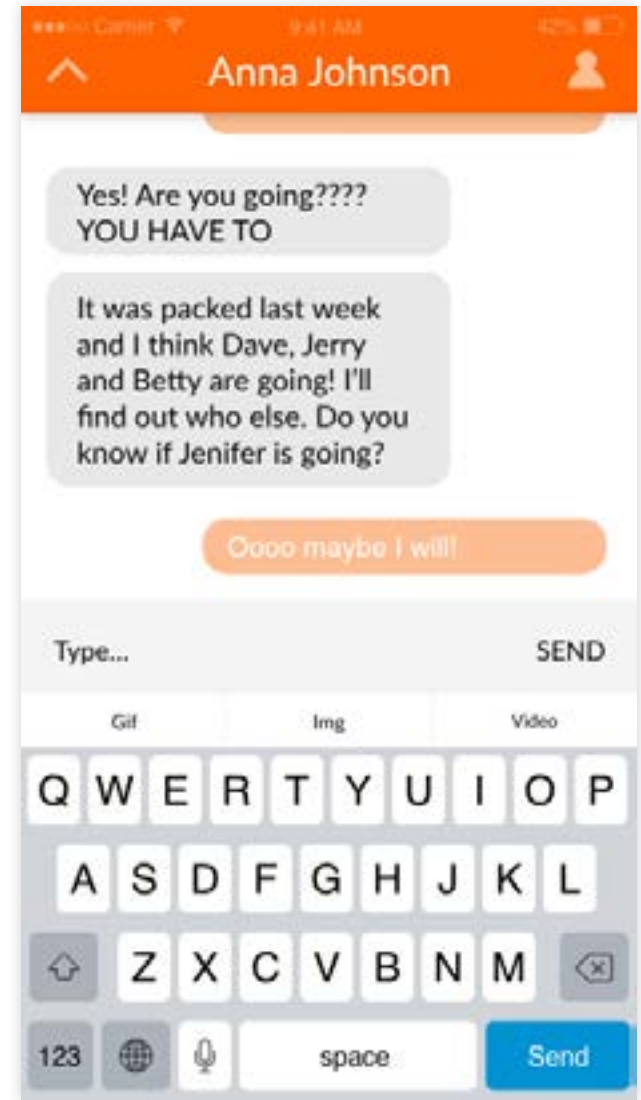 Carrier 9:41 AM 42%
Anna Johnson
Yes! Are you going????
YOU HAVE TO
It was packed last week
and I think Dave, Jerry
and Betty are going! I'll
find out who else. Do you
know if Jenifer is going?
Oooo maybe I will!
Type... SEND
Gif Img Video
Q W E R T Y U I O P
A S D F G H J K L
Z X C V B N M
123 space Send